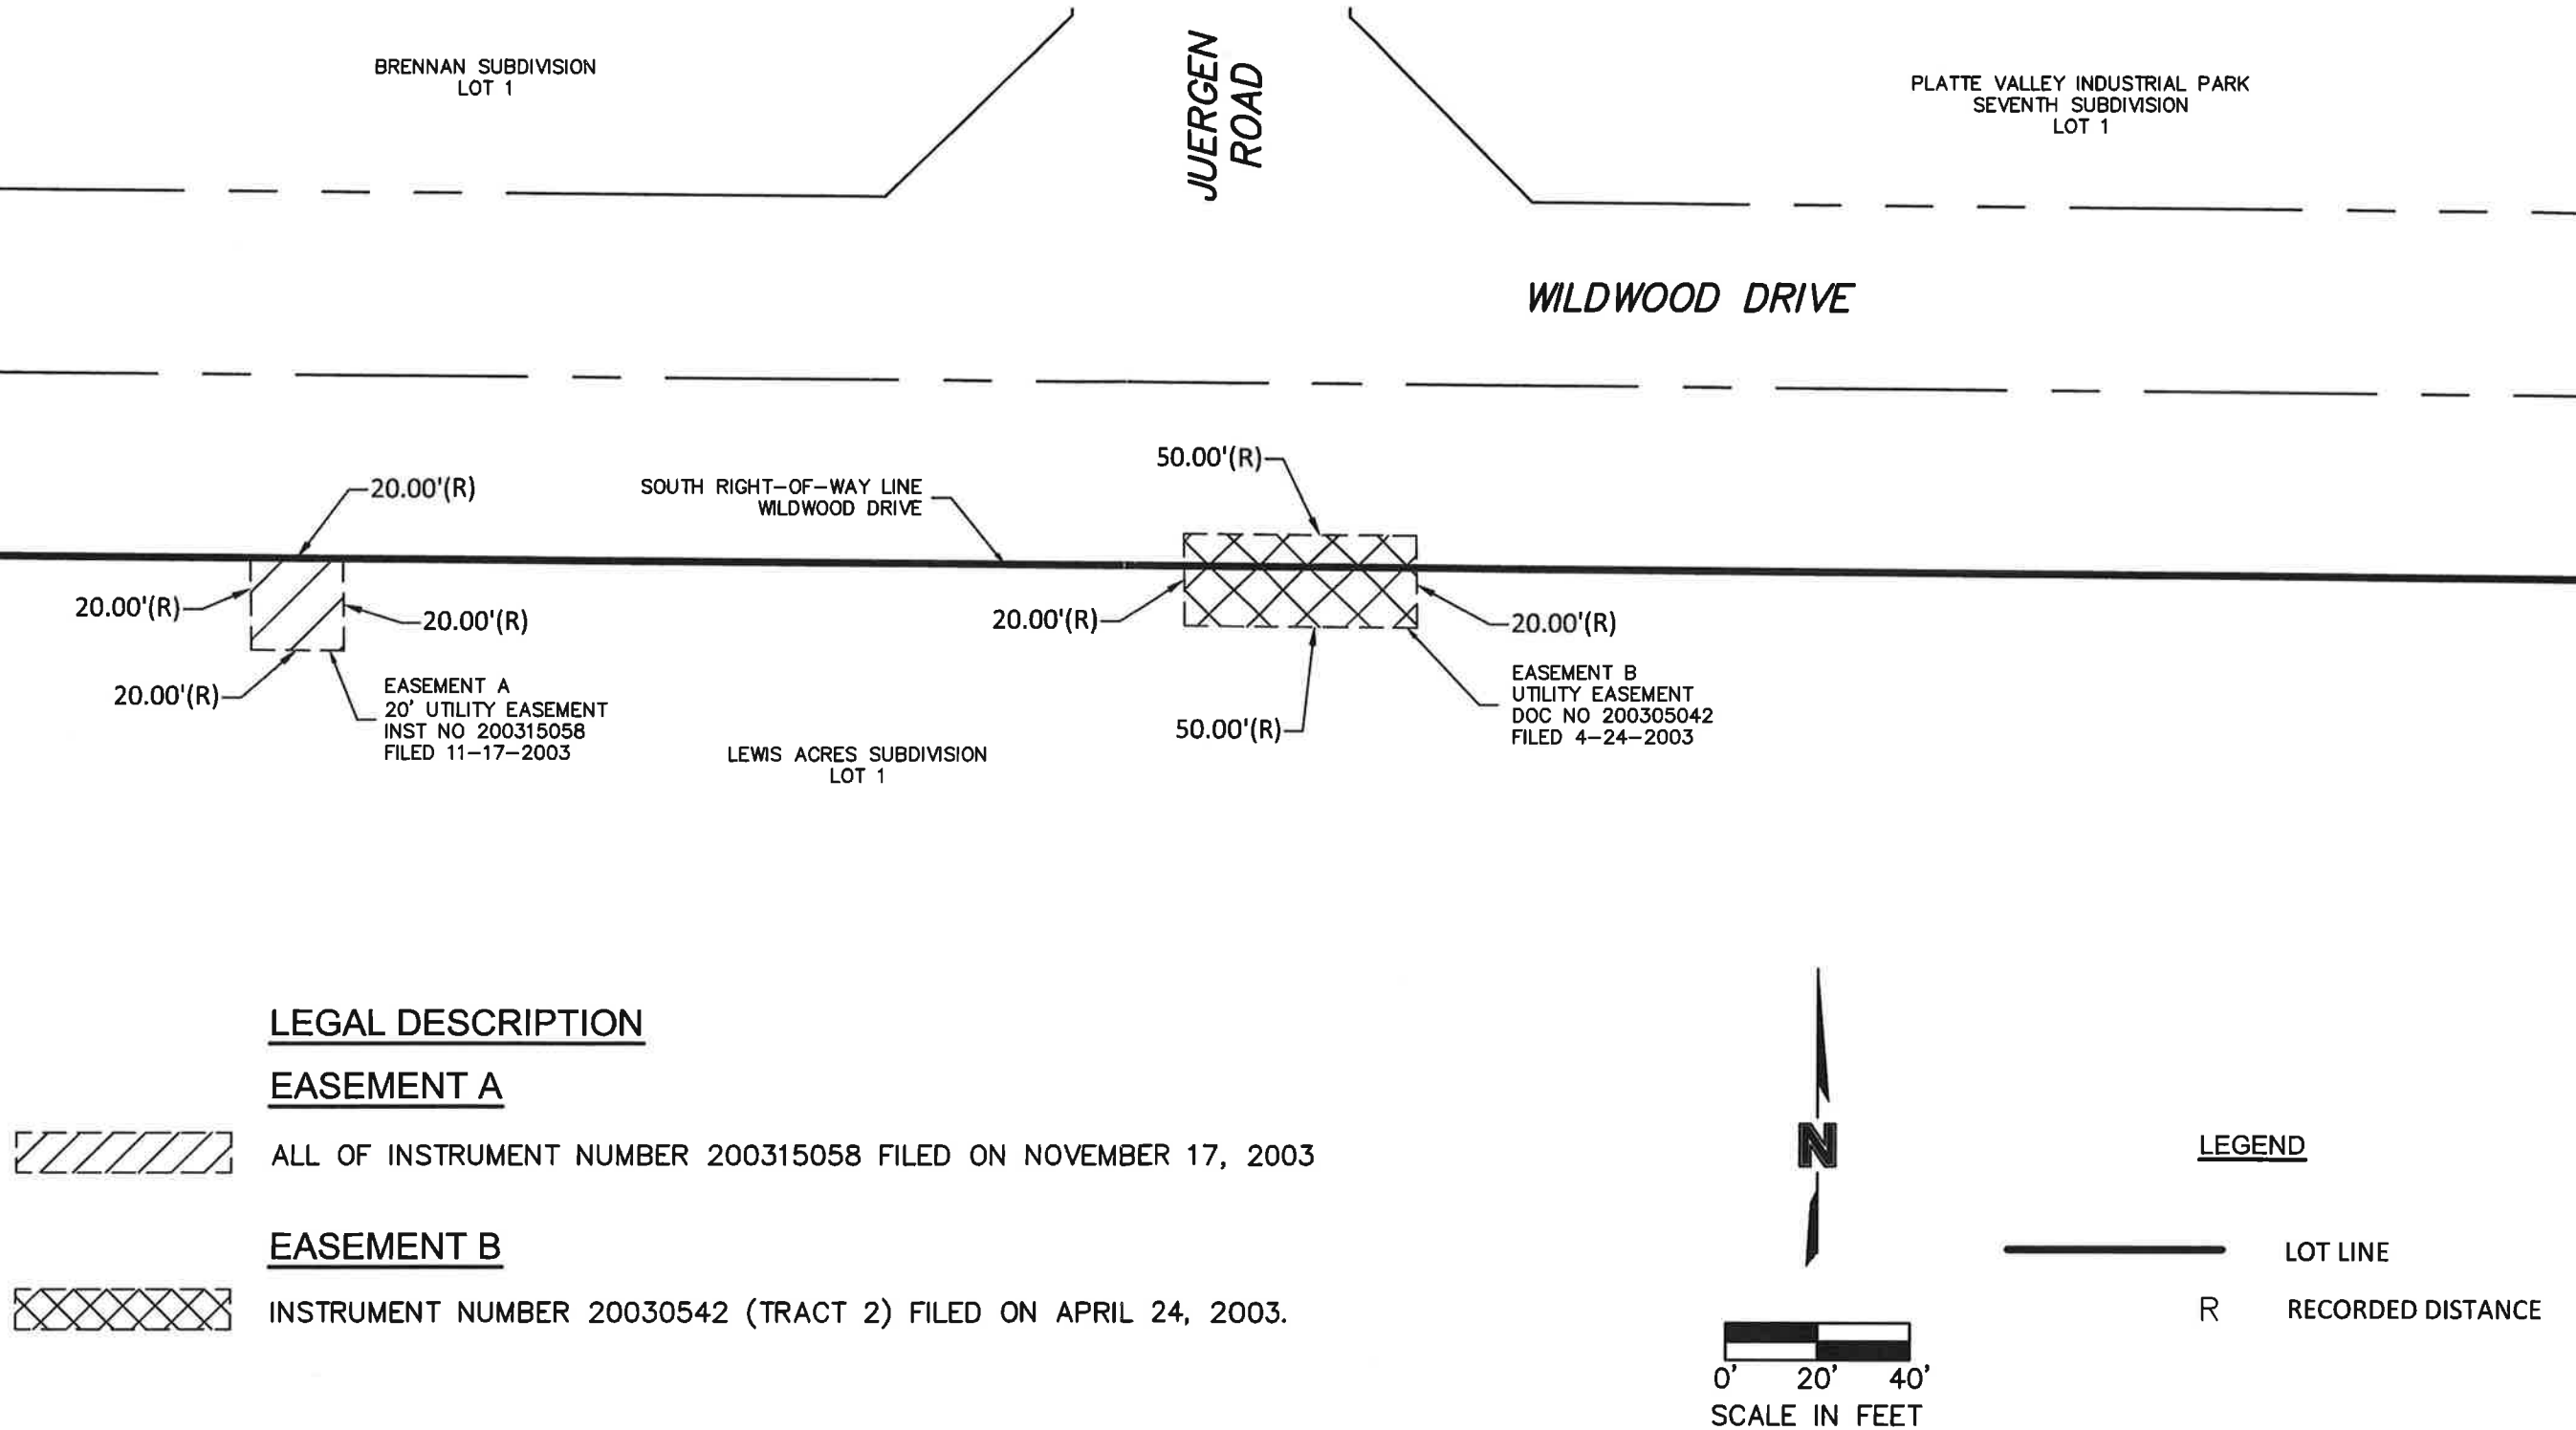 BRENNAN SUBDIVISION
LOT 1
JUERGEN
ROAD
PLATTE VALLEY INDUSTRIAL PARK
SEVENTH SUBDIVISION
LOT 1
WILDWOOD DRIVE
50.00'(R)
20.00'(R)
SOUTH RIGHT-OF-WAY LINE
WILDWOOD DRIVE
20.00'(R)
20.00'(R)
20.00'(R)
20.00'(R)
20.00'(R)
50.00'(R)
EASEMENT A
20' UTILITY EASEMENT
INST NO 200315058
FILED 11-17-2003
EASEMENT B
UTILITY EASEMENT
DOC NO 200305042
FILED 4-24-2003
LEWIS ACRES SUBDIVISION
LOT 1
LEGAL DESCRIPTION
EASEMENT A
ALL OF INSTRUMENT NUMBER 200315058 FILED ON NOVEMBER 17, 2003
EASEMENT B
INSTRUMENT NUMBER 20030542 (TRACT 2) FILED ON APRIL 24, 2003.
N
0' 20' 40'
SCALE IN FEET
LEGEND
LOT LINE
R RECORDED DISTANCE